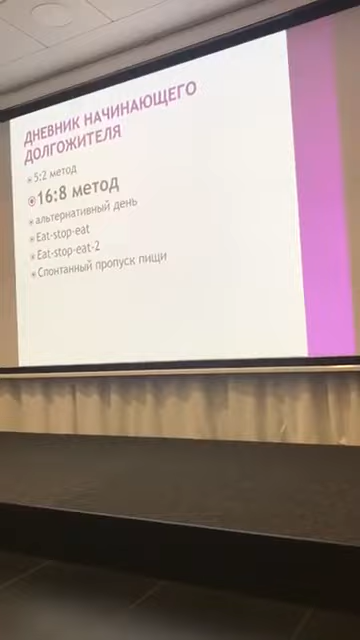 ДНЕВНИК НАЧИНАЮЩЕГО
ДОЛГОЖИТЕЛЯ
5:2 метод
16:8 метод
альтернативный день
Eat-stop-eat
Eat-stop-eat-2
Спонтанный пропуск пищи